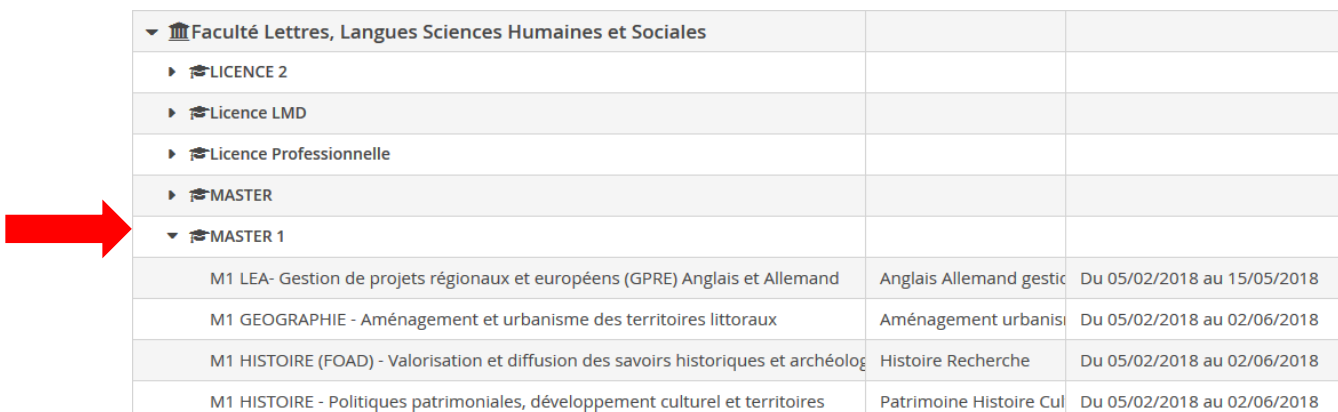 Faculté Lettres, Langues Sciences Humaines et Sociales
LICENCE 2
Licence LMD
Licence Professionnelle
MASTER
MASTER 1
M1 LEA- Gestion de projets régionaux et européens (GPRE) Anglais et Allemand Anglais Allemand gestic Du 05/02/2018 au 15/05/2018
M1 GEOGRAPHIE - Aménagement et urbanisme des territoires littoraux Aménagement urbanis Du 05/02/2018 au 02/06/2018
M1 HISTOIRE (FOAD) - Valorisation et diffusion des savoirs historiques et archéolog Histoire Recherche Du 05/02/2018 au 02/06/2018
M1 HISTOIRE - Politiques patrimoniales, développement culturel et territoires Patrimoine Histoire Cul Du 05/02/2018 au 02/06/2018